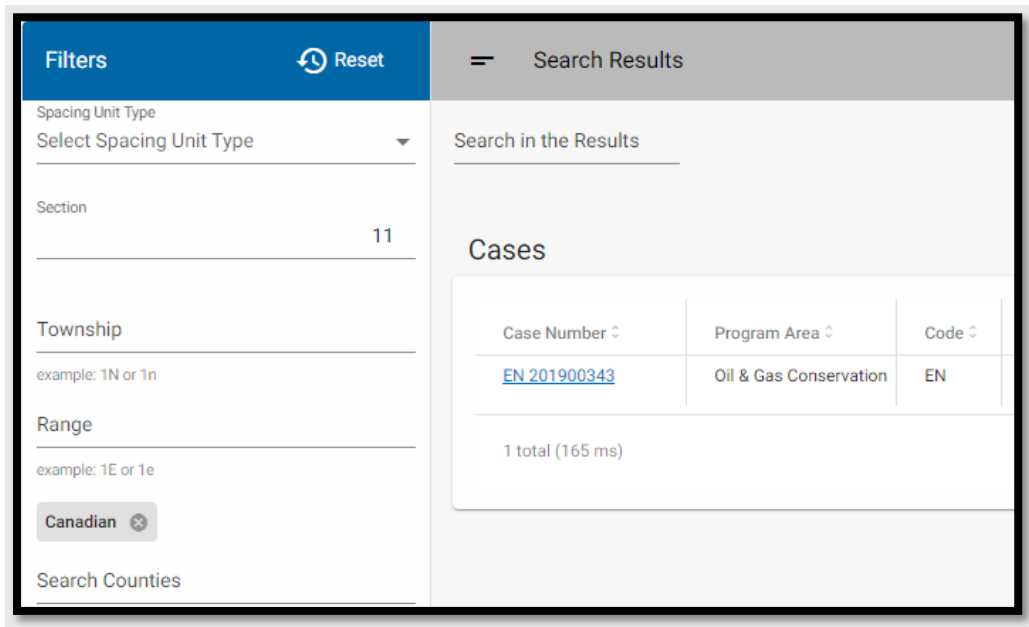 Filters
Reset
Spacing Unit Type
Select Spacing Unit Type
Section
11
Township
example: 1N or 1n
Range
example: 1E or 1e
Canadian
Search Counties
Search Results
Search in the Results
Cases
Case Number Program Area Code
EN 201900343 Oil & Gas Conservation EN
1 total (165 ms)